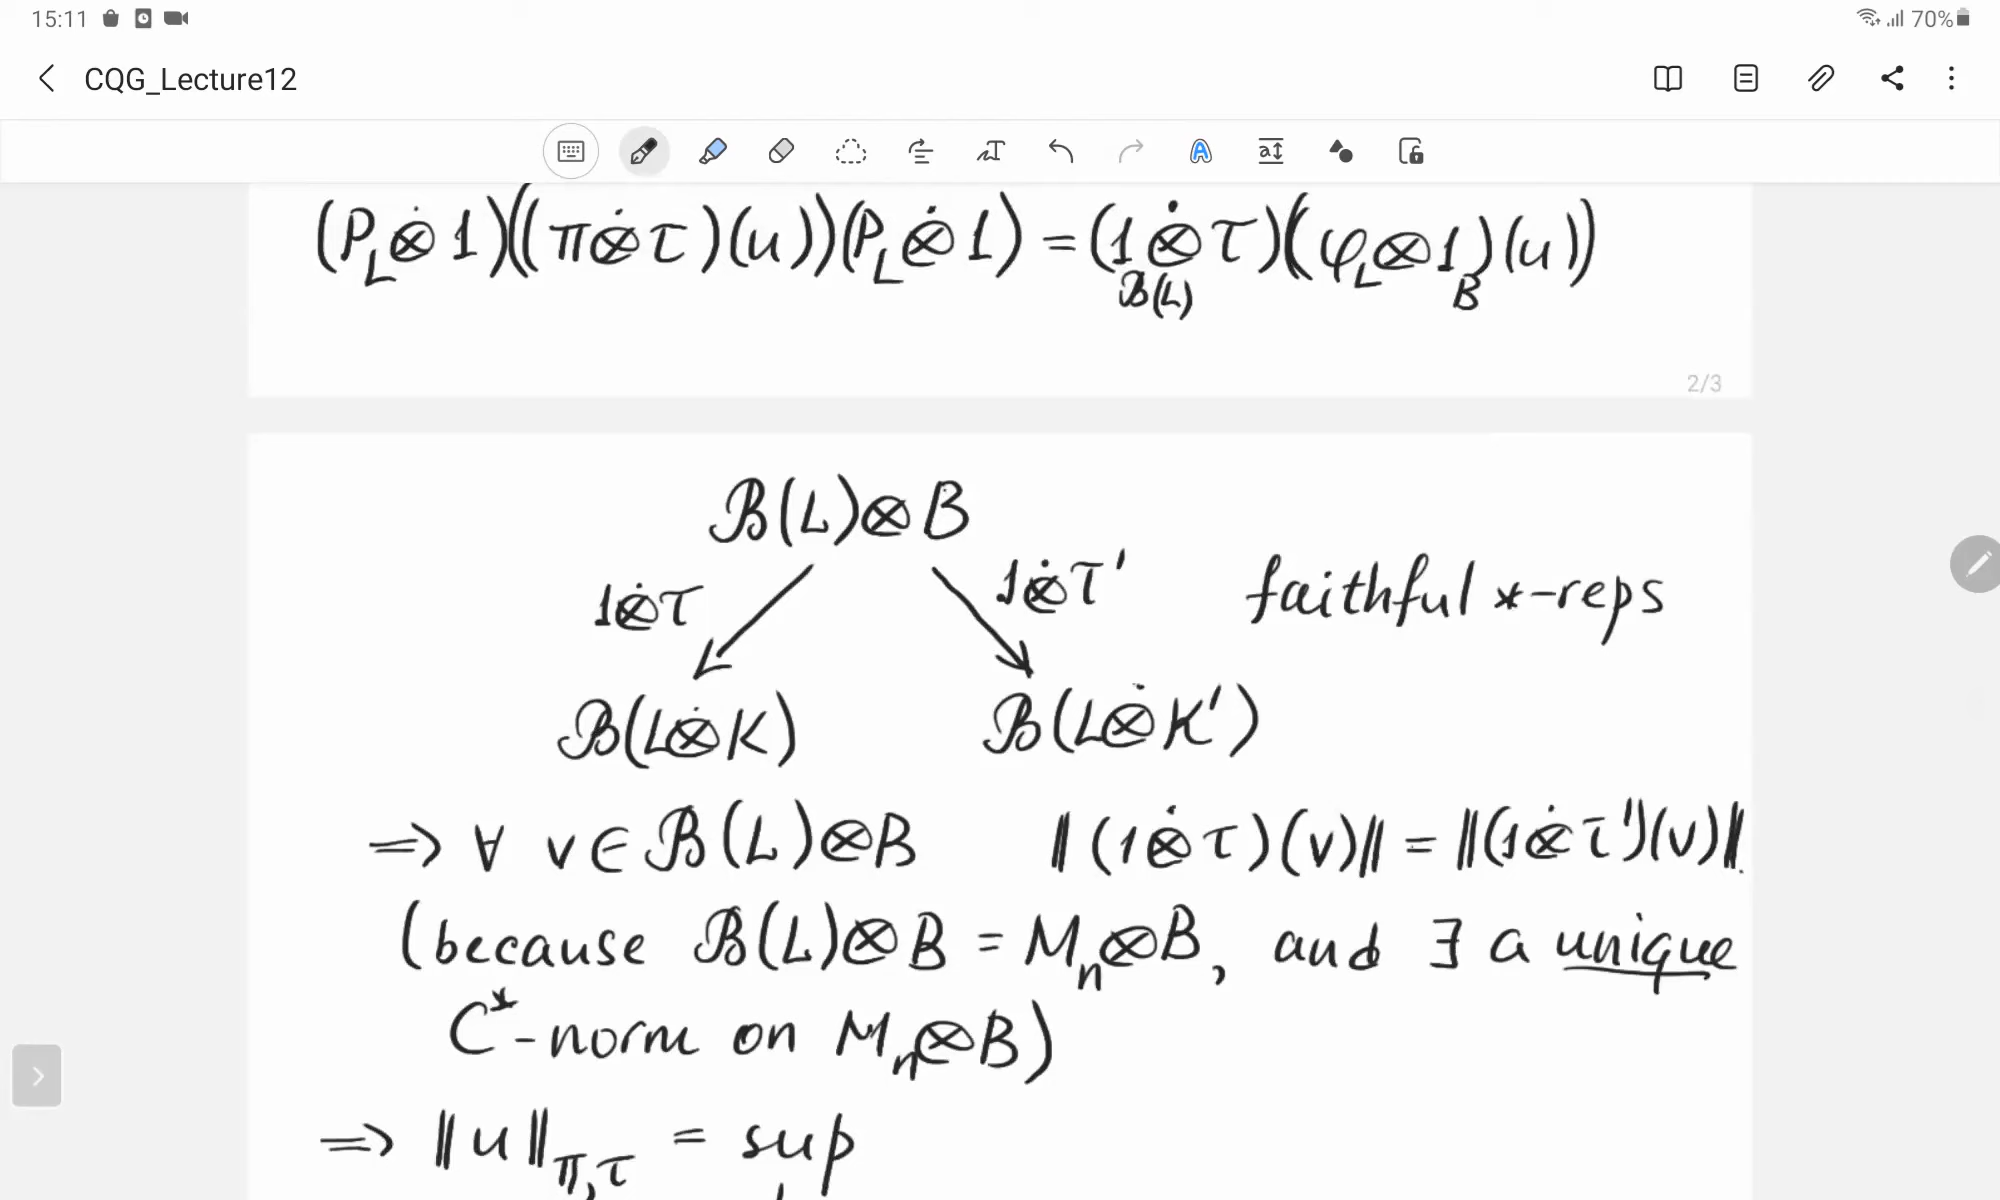 15:11 70%
CQG_Lecture12
(P_L ⊗̇ 1)((π ⊗̇ τ)(u))(P_L ⊗̇ 1) = (1_{𝓑(L)} ⊗̇ τ)((φ_L ⊗ 1_B)(u))
2/3
𝓑(L)⊗B
1⊗̇τ 1⊗̇τ' faithful *-reps
𝓑(L⊗̇K) 𝓑(L⊗̇K')
⇒ ∀ v ∈ 𝓑(L)⊗B ‖(1⊗̇τ)(v)‖ = ‖(1⊗̇τ')(v)‖.
(because 𝓑(L)⊗B = M_n⊗B, and ∃ a unique
C*-norm on M_n⊗B)
⇒ ‖u‖_{π,τ} = sup